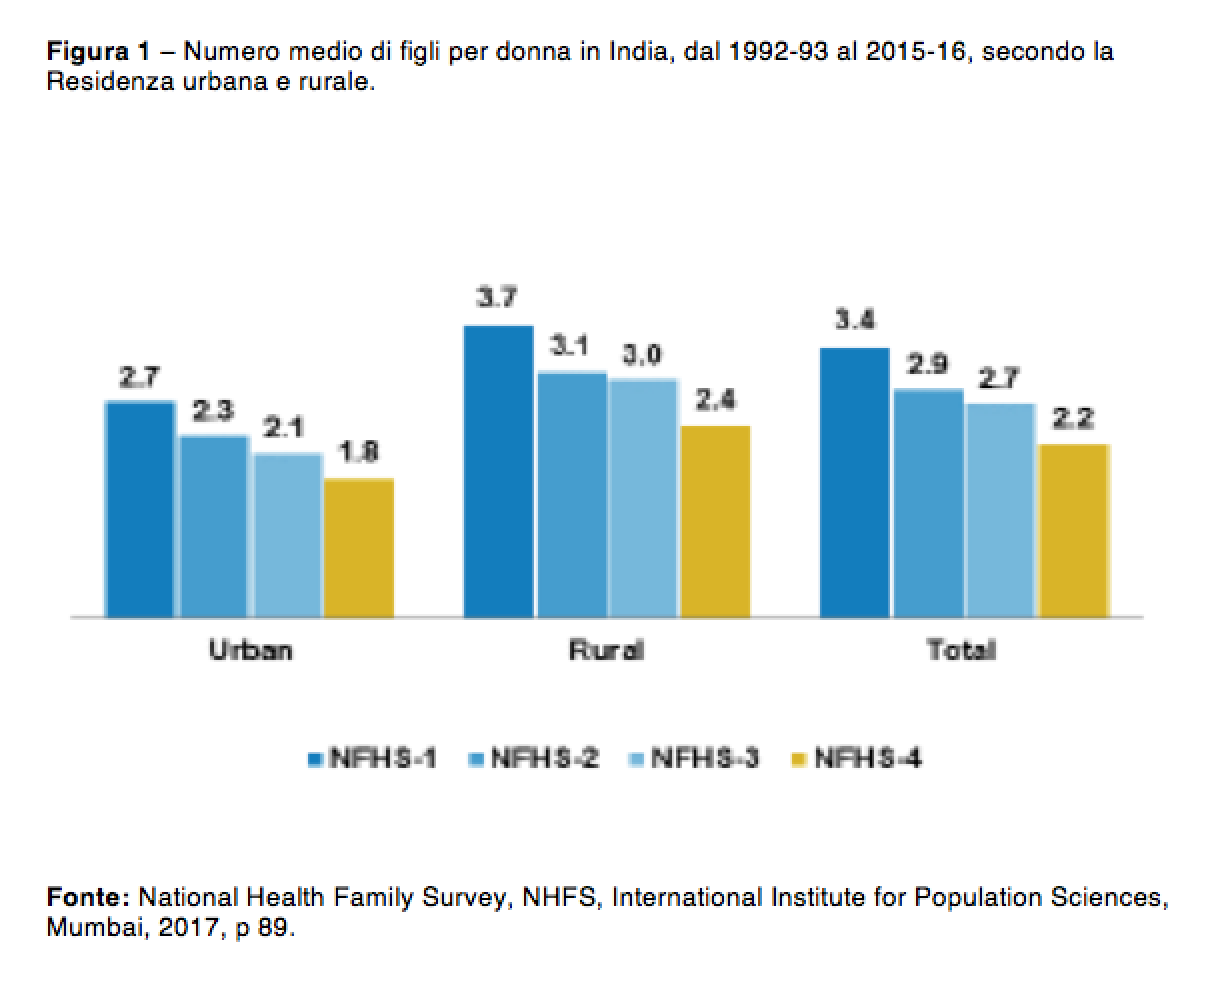 Figura 1 – Numero medio di figli per donna in India, dal 1992-93 al 2015-16, secondo la
Residenza urbana e rurale.
2.7
2.3
2.1
1.8
3.7
3.1
3.0
2.4
3.4
2.9
2.7
2.2
Urban
Rural
Total
NFHS-1
NFHS-2
NFHS-3
NFHS-4
Fonte: National Health Family Survey, NHFS, International Institute for Population Sciences,
Mumbai, 2017, p 89.